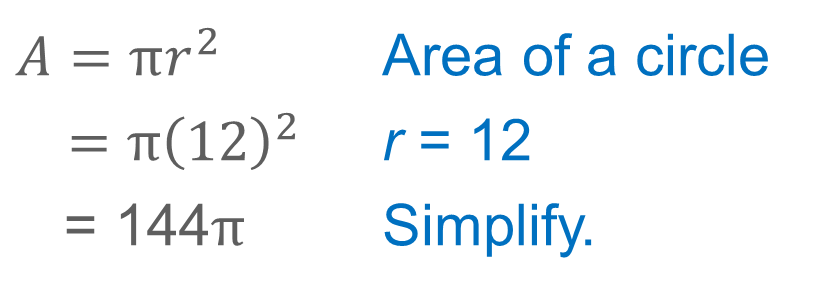 A = πr² Area of a circle
= π(12)² r = 12
= 144π Simplify.